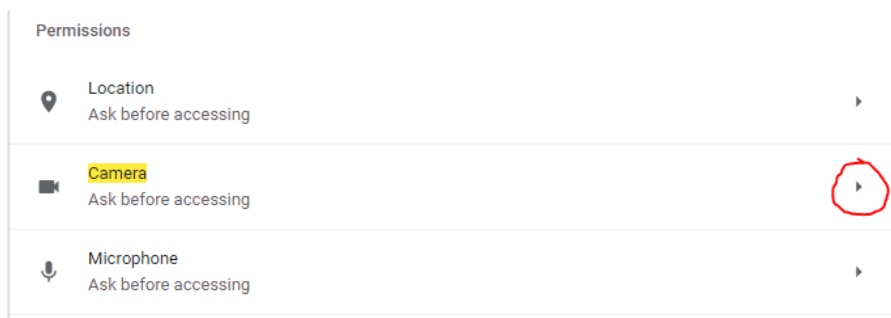 Permissions
Location
Ask before accessing
Camera
Ask before accessing
Microphone
Ask before accessing